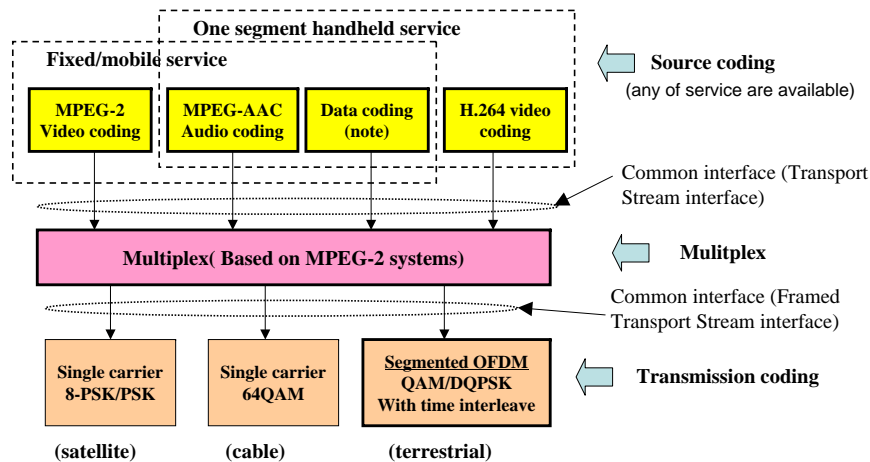 One segment handheld service
Fixed/mobile service
Source coding
(any of service are available)
MPEG-2
Video coding
MPEG-AAC
Audio coding
Data coding
(note)
H.264 video
coding
Common interface (Transport
Stream interface)
Multiplex( Based on MPEG-2 systems)
Mulitplex
Common interface (Framed
Transport Stream interface)
Single carrier
8-PSK/PSK
Single carrier
64QAM
Segmented OFDM
QAM/DQPSK
With time interleave
Transmission coding
(satellite)
(cable)
(terrestrial)